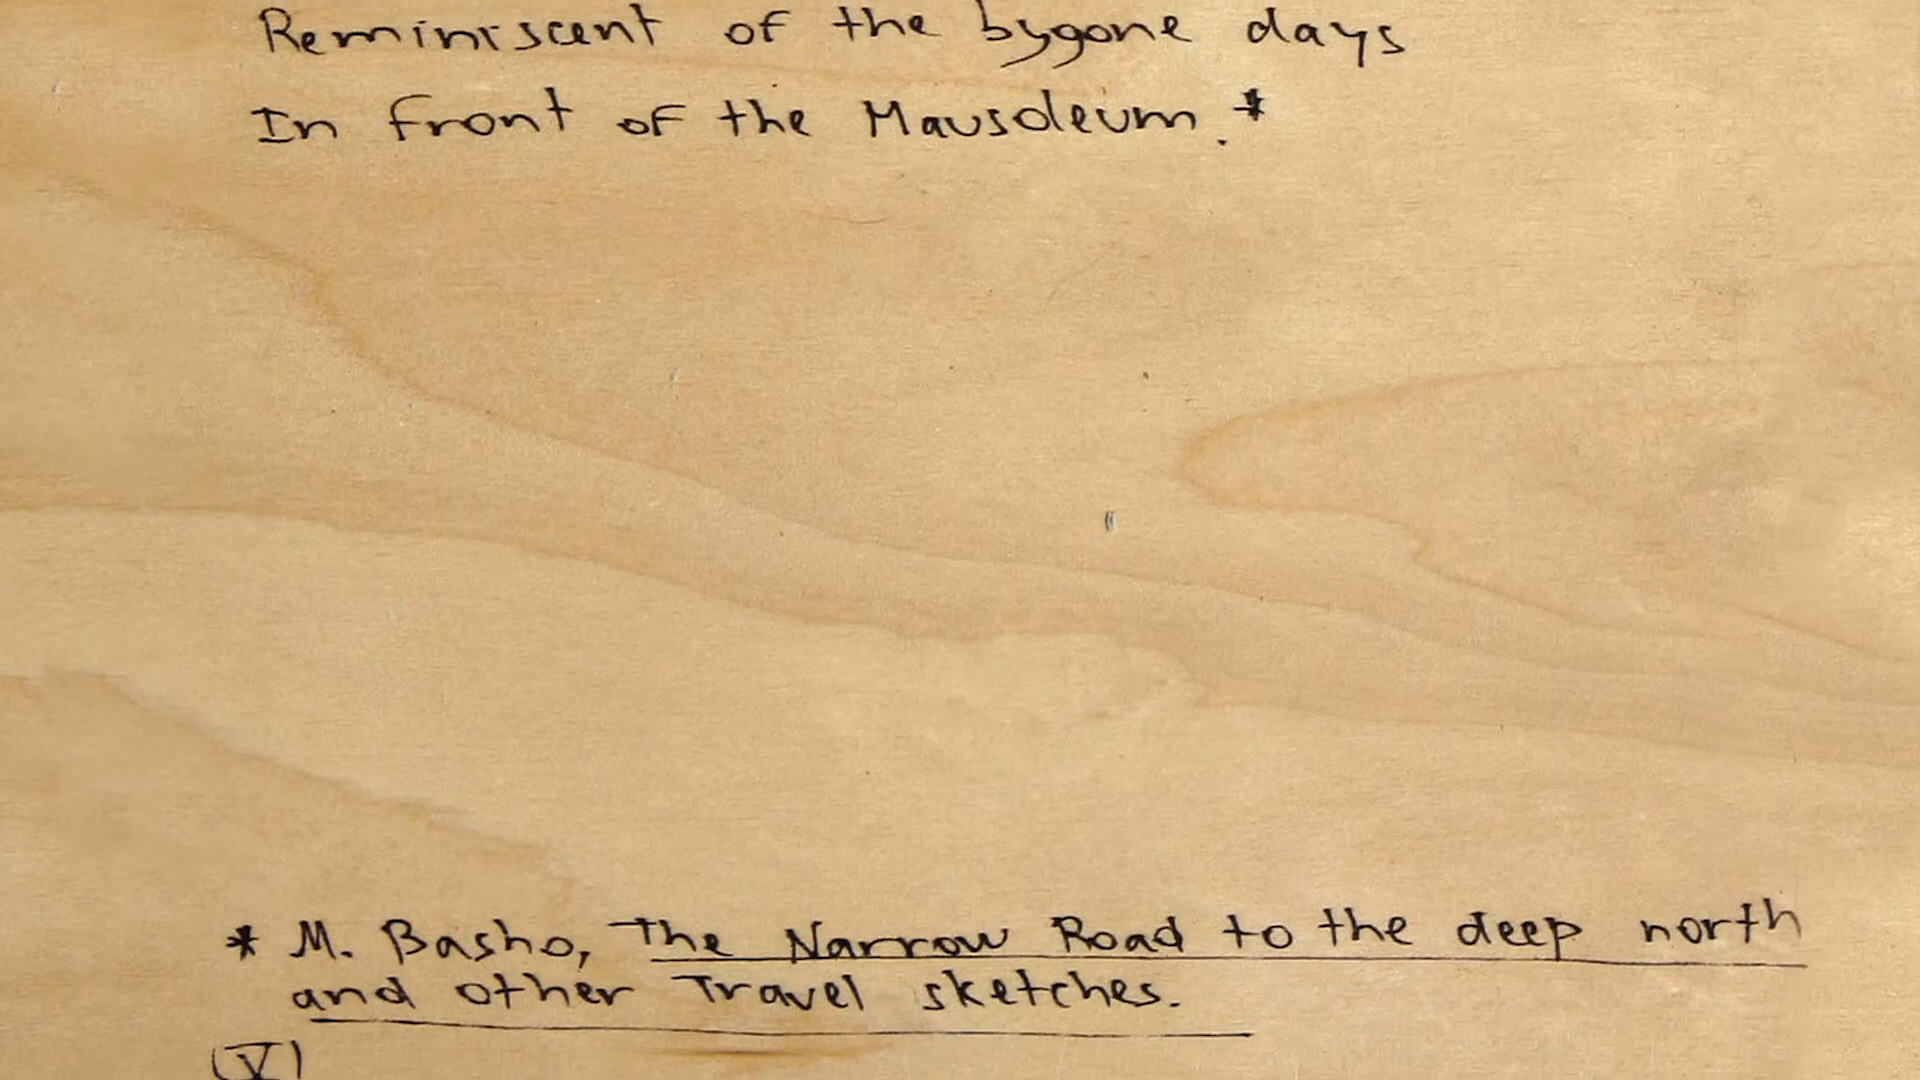 Reminiscent of the bygone days
In front of the Mausoleum.*
* M. Basho, The Narrow Road to the deep north
and other Travel sketches.
(V)